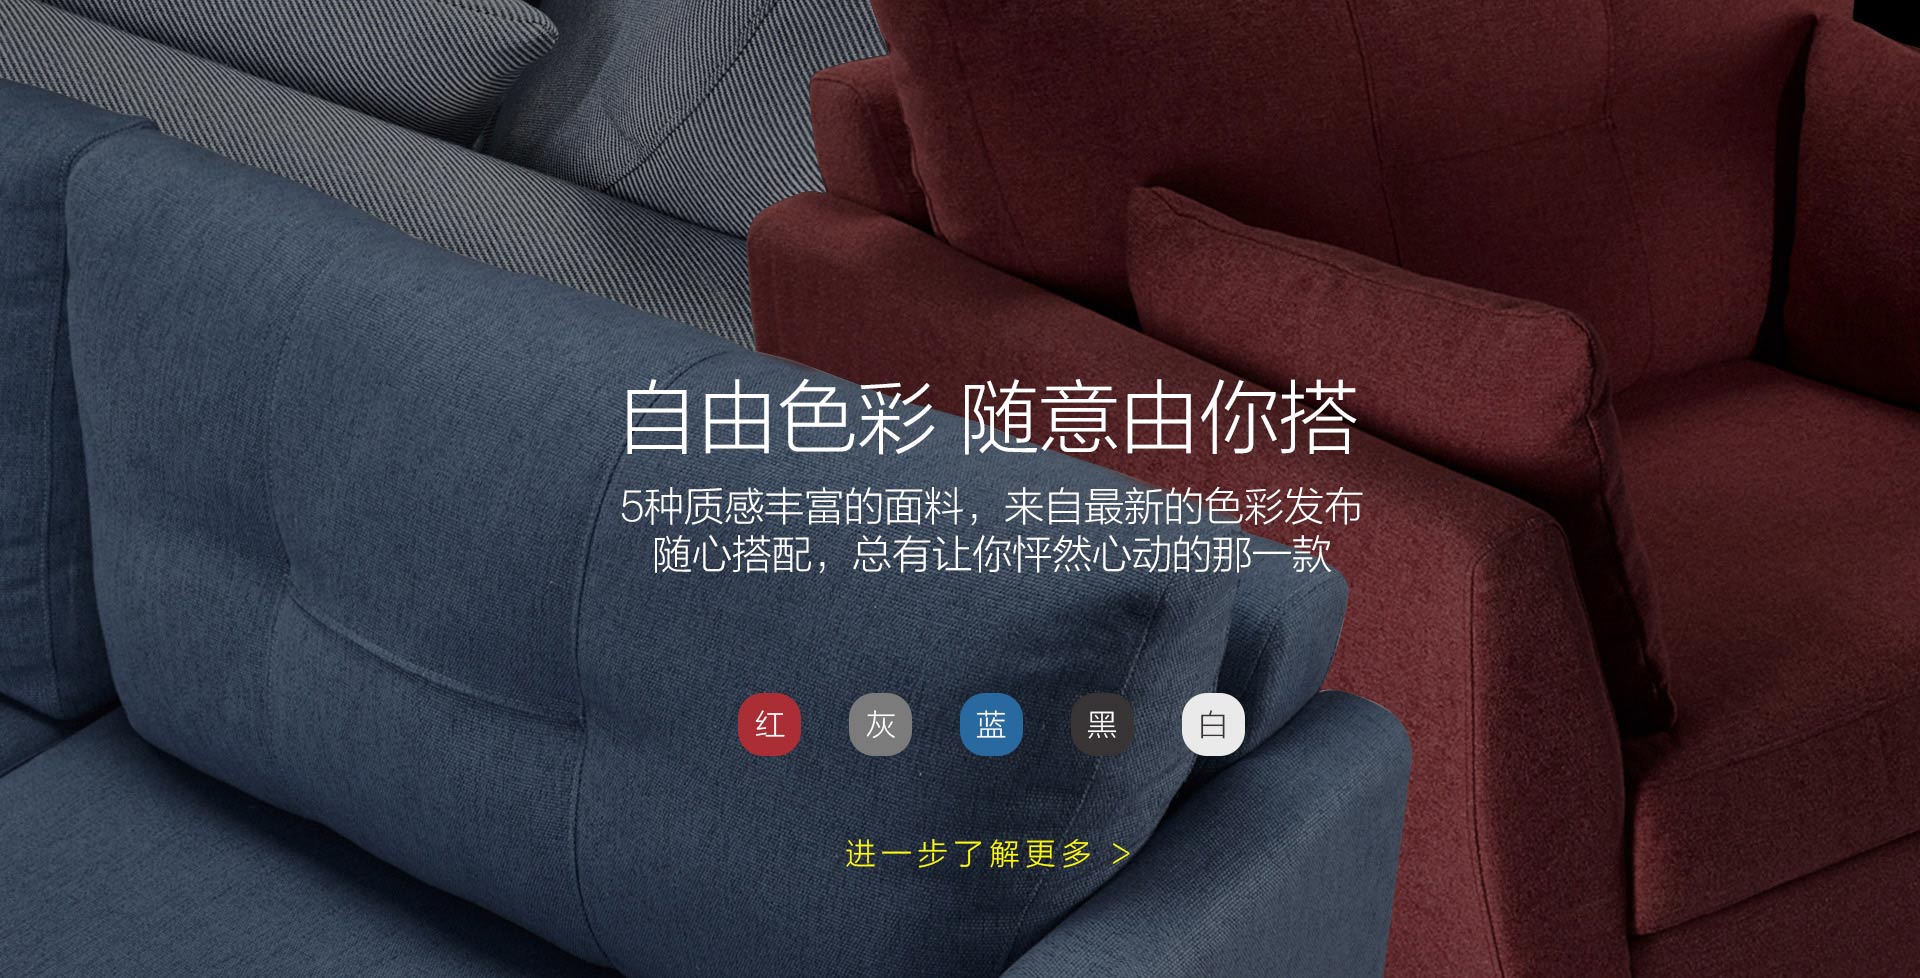 自由色彩 随意由你搭
5种质感丰富的面料，来自最新的色彩发布
随心搭配，总有让你怦然心动的那一款
红 灰 蓝 黑 白
进一步了解更多 >